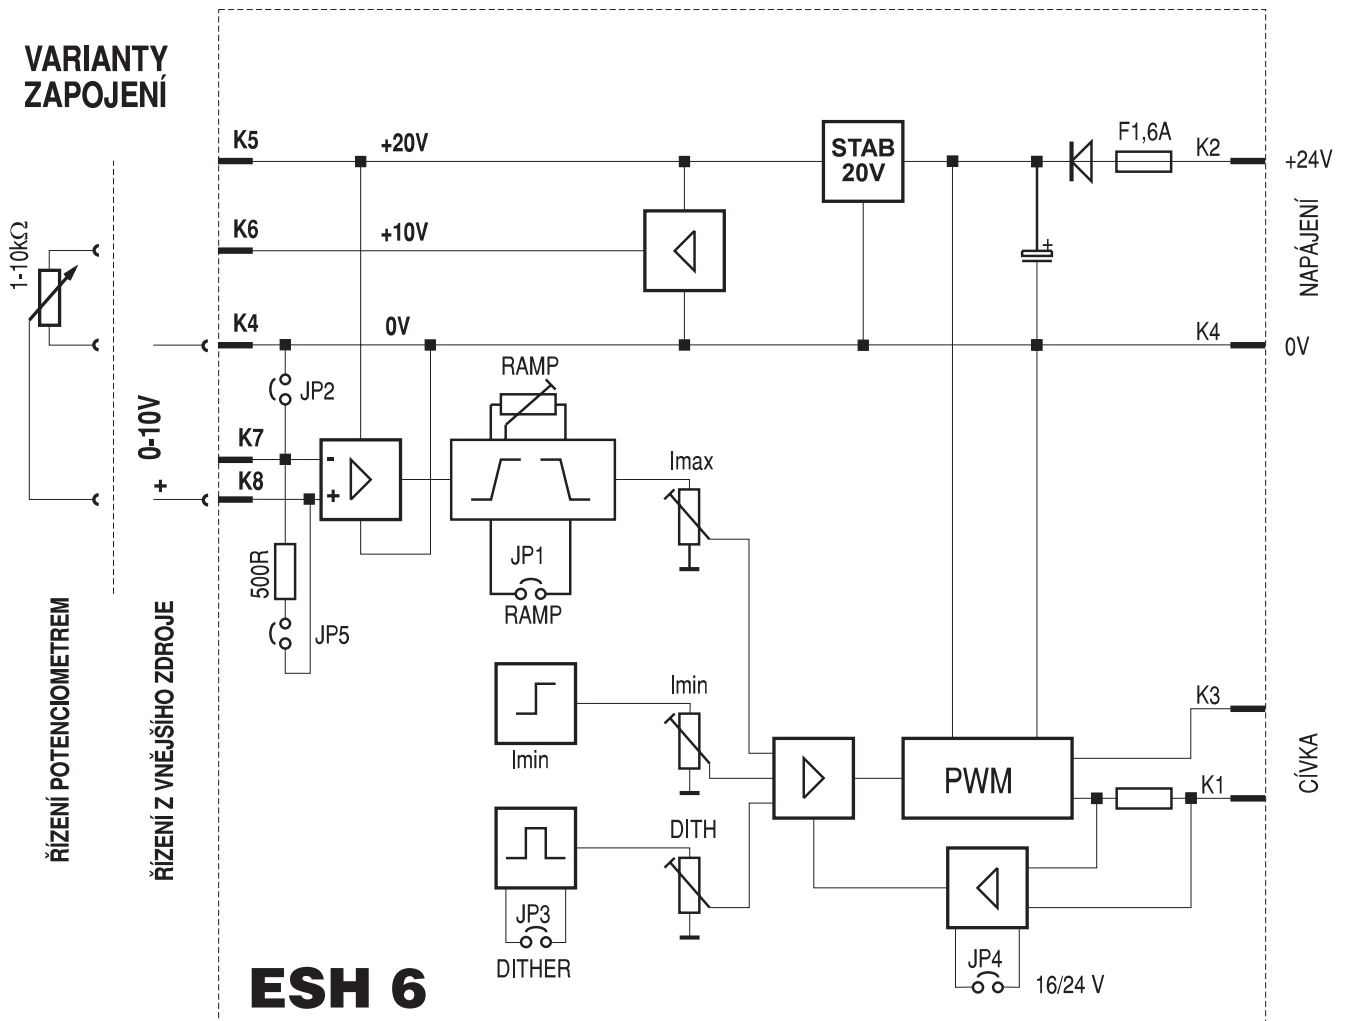 VARIANTY
ZAPOJENÍ
K5
+20V
STAB
20V
F1,6A
K2
+24V
K6
+10V
1-10kΩ
+
NAPÁJENÍ
K4
0V
K4
0V
RAMP
JP2
0-10V
+
K7
-
K8
+
Imax
500R
JP1
RAMP
JP5
ŘÍZENÍ POTENCIOMETREM
ŘÍZENÍ Z VNĚJŠÍHO ZDROJE
Imin
Imin
K3
PWM
CÍVKA
K1
DITH
JP3
DITHER
JP4
16/24 V
ESH 6